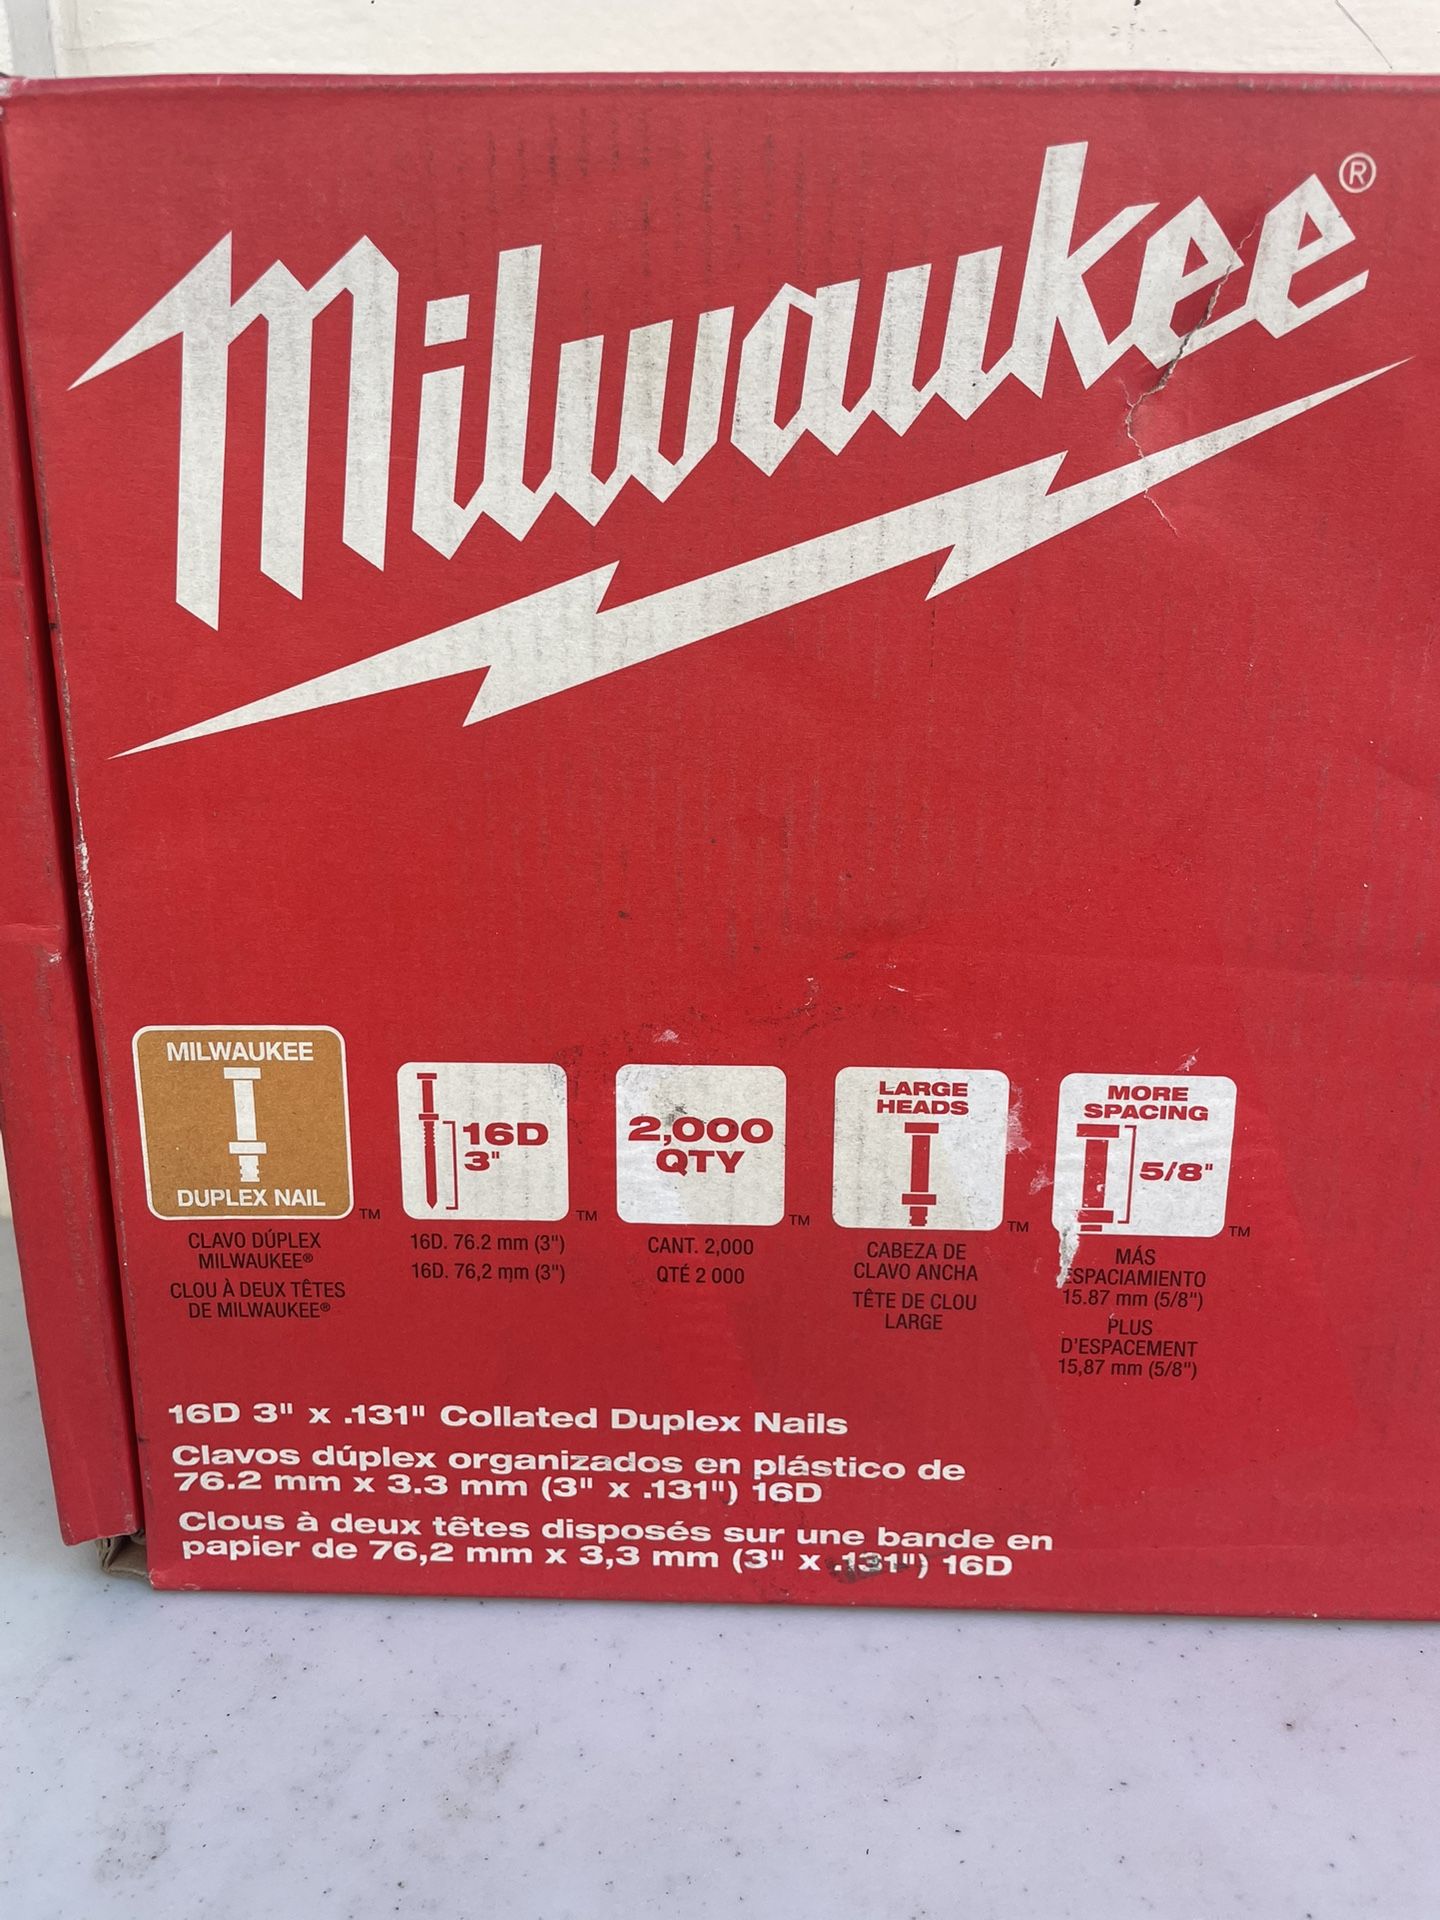 Milwaukee®
MILWAUKEE
DUPLEX NAIL
TM
CLAVO DÚPLEX
MILWAUKEE®
CLOU À DEUX TÊTES
DE MILWAUKEE®
16D
3"
TM
16D. 76.2 mm (3")
16D. 76,2 mm (3")
2,000
QTY
TM
CANT. 2,000
QTÉ 2 000
LARGE
HEADS
TM
CABEZA DE
CLAVO ANCHA
TÊTE DE CLOU
LARGE
MORE
SPACING
5/8"
TM
MÁS
ESPACIAMIENTO
15.87 mm (5/8")
PLUS
D'ESPACEMENT
15,87 mm (5/8")
16D 3" x .131" Collated Duplex Nails
Clavos dúplex organizados en plástico de
76.2 mm x 3.3 mm (3" x .131") 16D
Clous à deux têtes disposés sur une bande en
papier de 76,2 mm x 3,3 mm (3" x .131") 16D